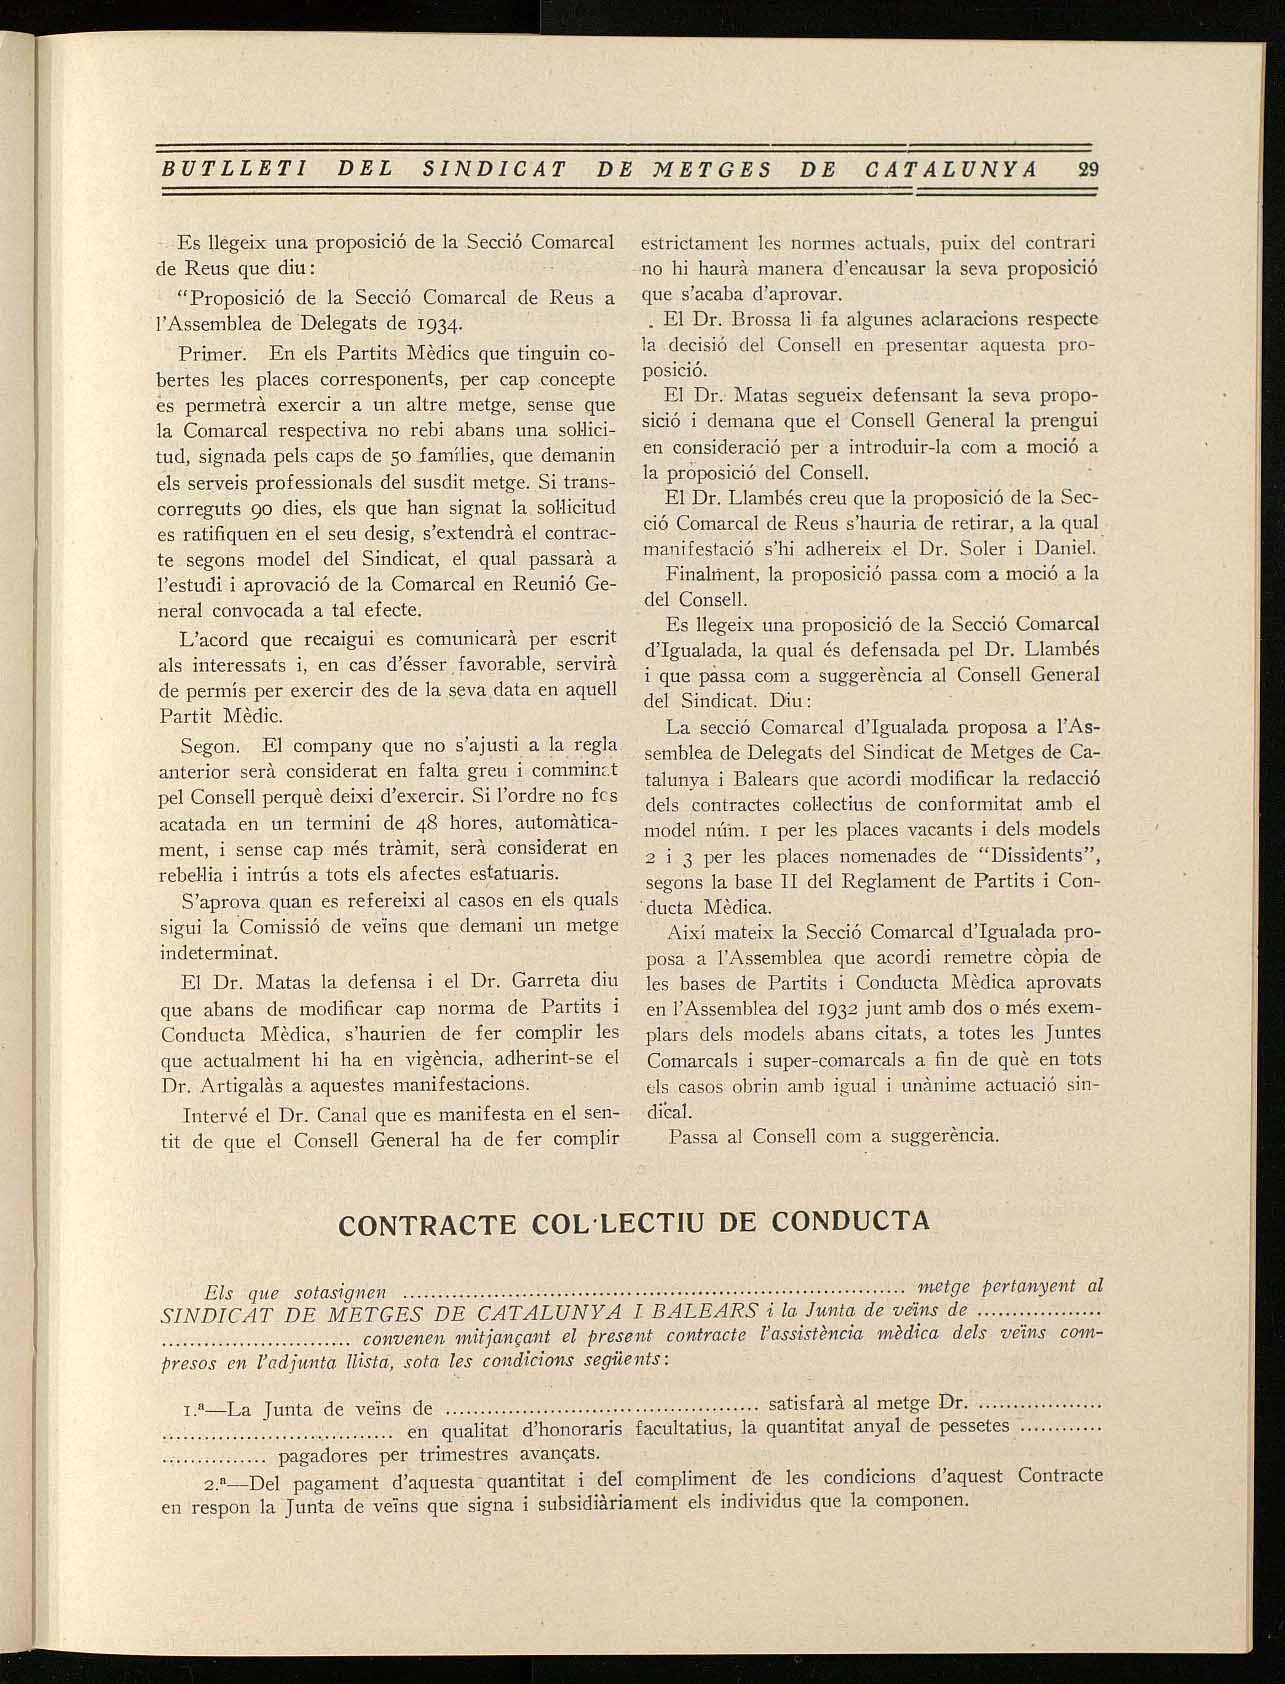 BUTLLETI DEL SINDICAT DE METGES DE CATALUNYA 29
Es llegeix una proposició de la Secció Comarcal
de Reus que diu:
“Proposició de la Secció Comarcal de Reus a
l’Assemblea de Delegats de 1934.
Primer. En els Partits Mèdics que tinguin co-
bertes les places corresponents, per cap concepte
es permetrà exercir a un altre metge, sense que
la Comarcal respectiva no rebi abans una sol·lici-
tud, signada pels caps de 50 famílies, que demanin
els serveis professionals del susdit metge. Si trans-
correguts 90 dies, els que han signat la sol·licitud
es ratifiquen en el seu desig, s’extendrà el contrac-
te segons model del Sindicat, el qual passarà a
l’estudi i aprovació de la Comarcal en Reunió Ge-
neral convocada a tal efecte.
L’acord que recaigui es comunicarà per escrit
als interessats i, en cas d’ésser favorable, servirà
de permís per exercir des de la seva data en aquell
Partit Mèdic.
Segon. El company que no s’ajusti a la regla
anterior serà considerat en falta greu i comminat
pel Consell perquè deixi d’exercir. Si l’ordre no fos
acatada en un termini de 48 hores, automàtica-
ment, i sense cap més tràmit, serà considerat en
rebel·lia i intrús a tots els afectes estatuaris.
S’aprova quan es refereixi al casos en els quals
sigui la Comissió de veïns que demani un metge
indeterminat.
El Dr. Matas la defensa i el Dr. Garreta diu
que abans de modificar cap norma de Partits i
Conducta Mèdica, s’haurien de fer complir les
que actualment hi ha en vigència, adherint-se el
Dr. Artigalàs a aquestes manifestacions.
Intervé el Dr. Canal que es manifesta en el sen-
tit de que el Consell General ha de fer complir
estrictament les normes actuals, puix del contrari
no hi haurà manera d’encausar la seva proposició
que s’acaba d’aprovar.
El Dr. Brossa li fa algunes aclaracions respecte
la decisió del Consell en presentar aquesta pro-
posició.
El Dr. Matas segueix defensant la seva propo-
sició i demana que el Consell General la prengui
en consideració per a introduir-la com a moció a
la proposició del Consell.
El Dr. Llambés creu que la proposició de la Sec-
ció Comarcal de Reus s’hauria de retirar, a la qual
manifestació s’hi adhereix el Dr. Soler i Daniel.
Finalment, la proposició passa com a moció a la
del Consell.
Es llegeix una proposició de la Secció Comarcal
d’Igualada, la qual és defensada pel Dr. Llambés
i que passa com a suggerència al Consell General
del Sindicat. Diu:
La secció Comarcal d’Igualada proposa a l’As-
semblea de Delegats del Sindicat de Metges de Ca-
talunya i Balears que acordi modificar la redacció
dels contractes col·lectius de conformitat amb el
model núm. 1 per les places vacants i dels models
2 i 3 per les places nomenades de “Dissidents”,
segons la base II del Reglament de Partits i Con-
ducta Mèdica.
Així mateix la Secció Comarcal d’Igualada pro-
posa a l’Assemblea que acordi remetre còpia de
les bases de Partits i Conducta Mèdica aprovats
en l’Assemblea del 1932 junt amb dos o més exem-
plars dels models abans citats, a totes les Juntes
Comarcals i super-comarcals a fin de què en tots
els casos obrin amb igual i unànime actuació sin-
dical.
Passa al Consell com a suggerència.
CONTRACTE COL·LECTIU DE CONDUCTA
Els que sotasignen .......................................................................... metge pertanyent al
SINDICAT DE METGES DE CATALUNYA I BALEARS i la Junta de veïns de ..................
............................ convenen mitjançant el present contracte l’assistència mèdica dels veïns com-
presos en l’adjunta llista, sota les condicions següents:
1.ª—La Junta de veïns de .............................................. satisfarà al metge Dr. ..................
.................................. en qualitat d’honoraris facultatius, la quantitat anyal de pessetes ............
............... pagadores per trimestres avançats.
2.ª—Del pagament d’aquesta quantitat i del compliment de les condicions d’aquest Contracte
en respon la Junta de veïns que signa i subsidiàriament els individus que la componen.